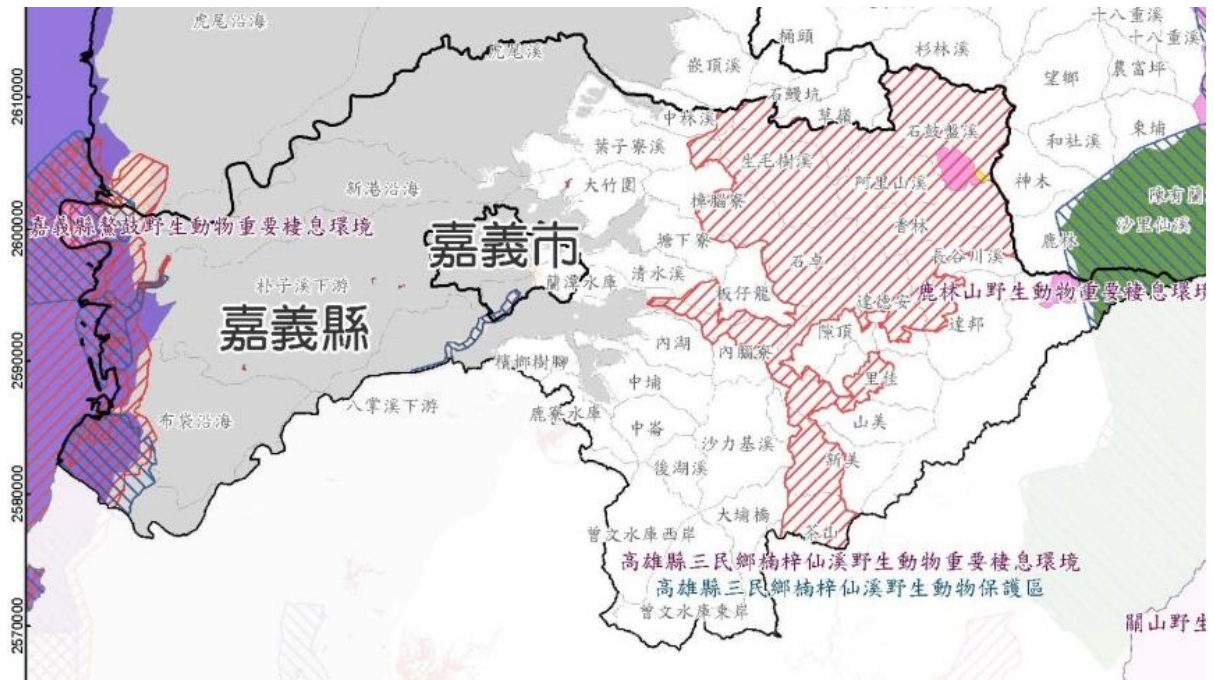 虎尾沿海
虎尾溪
桶頭
杉林溪
十八重溪
十八重溪
崁頂溪
望鄉
農富坪
石鰻坑
2610000
中林溪
草嶺
石鼓盤溪
東埔
和社溪
葉子寮溪
生毛樹溪
新港沿海
大竹圍
阿里山溪
神木
樟腦寮
陳有蘭
2600000
嘉義縣鰲鼓野生動物重要棲息環境
香林
沙里仙溪
嘉義市
塘下寮
鹿林
石卓
長谷川溪
朴子溪下游
蘭潭水庫
清水溪
板仔龍
達德安
鹿林山野生動物重要棲息環境
嘉義縣
隙頂
達邦
內湖
內腦寮
2590000
檳榔樹腳
里佳
中埔
八掌溪下游
鹿寮水庫
山美
布袋沿海
中崙
沙力基溪
新美
後湖溪
2580000
大埔橋
曾文水庫西岸
茶山
高雄縣三民鄉楠梓仙溪野生動物重要棲息環境
高雄縣三民鄉楠梓仙溪野生動物保護區
曾文水庫東岸
2570000
關山野生